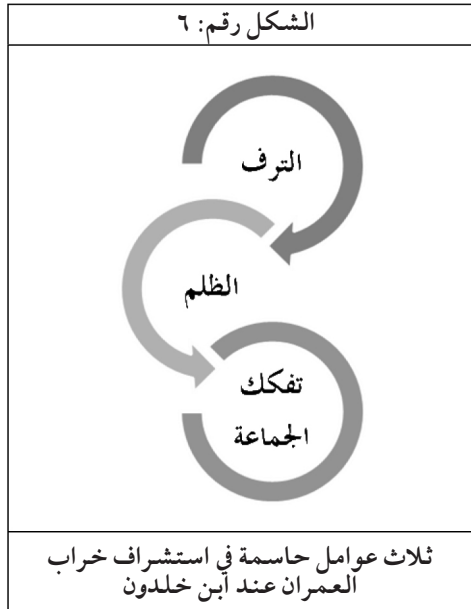 الشكل رقم: ٦
الترف
الظلم
تفكك
الجماعة
ثلاث عوامل حاسمة في استشراف خراب
العمران عند ابن خلدون